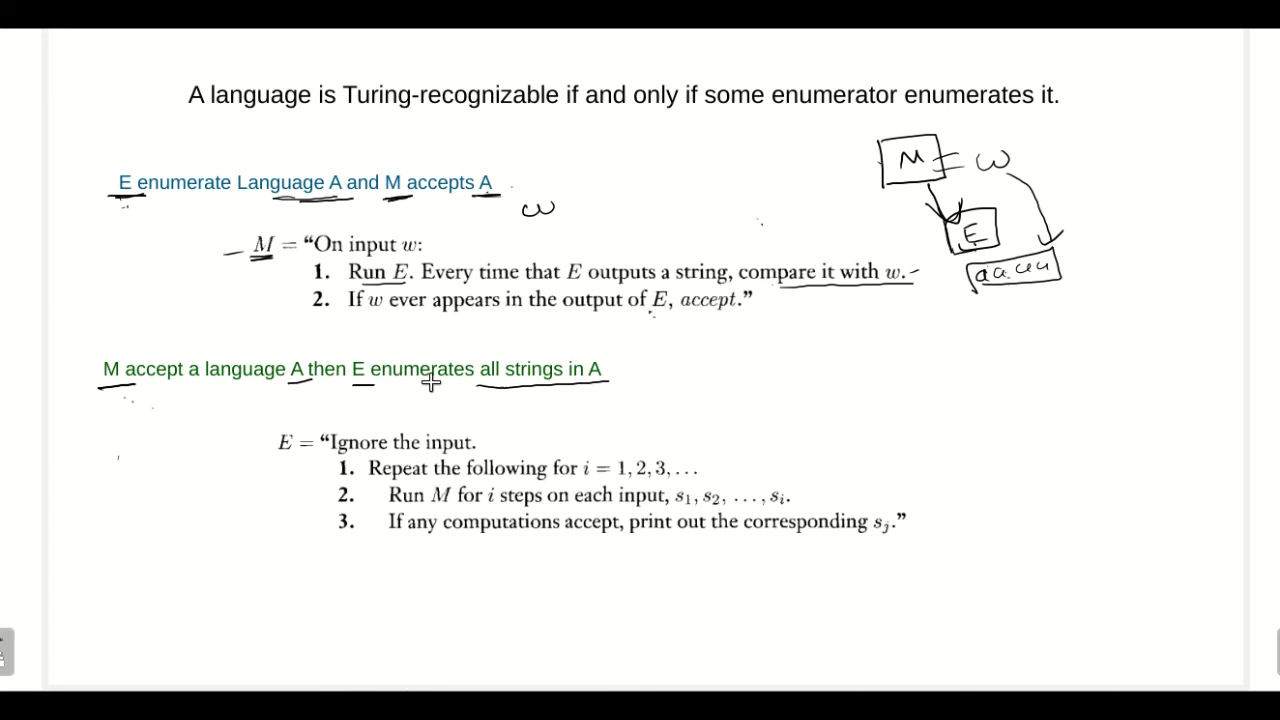 A language is Turing-recognizable if and only if some enumerator enumerates it.
M = w
E enumerate Language A and M accepts A
w
E
M = “On input w:
1. Run E. Every time that E outputs a string, compare it with w.
2. If w ever appears in the output of E, accept.”
M accept a language A then E enumerates all strings in A
E = “Ignore the input.
1. Repeat the following for i = 1, 2, 3, . . .
2. Run M for i steps on each input, s₁, s₂, . . . , sᵢ.
3. If any computations accept, print out the corresponding sⱼ.”